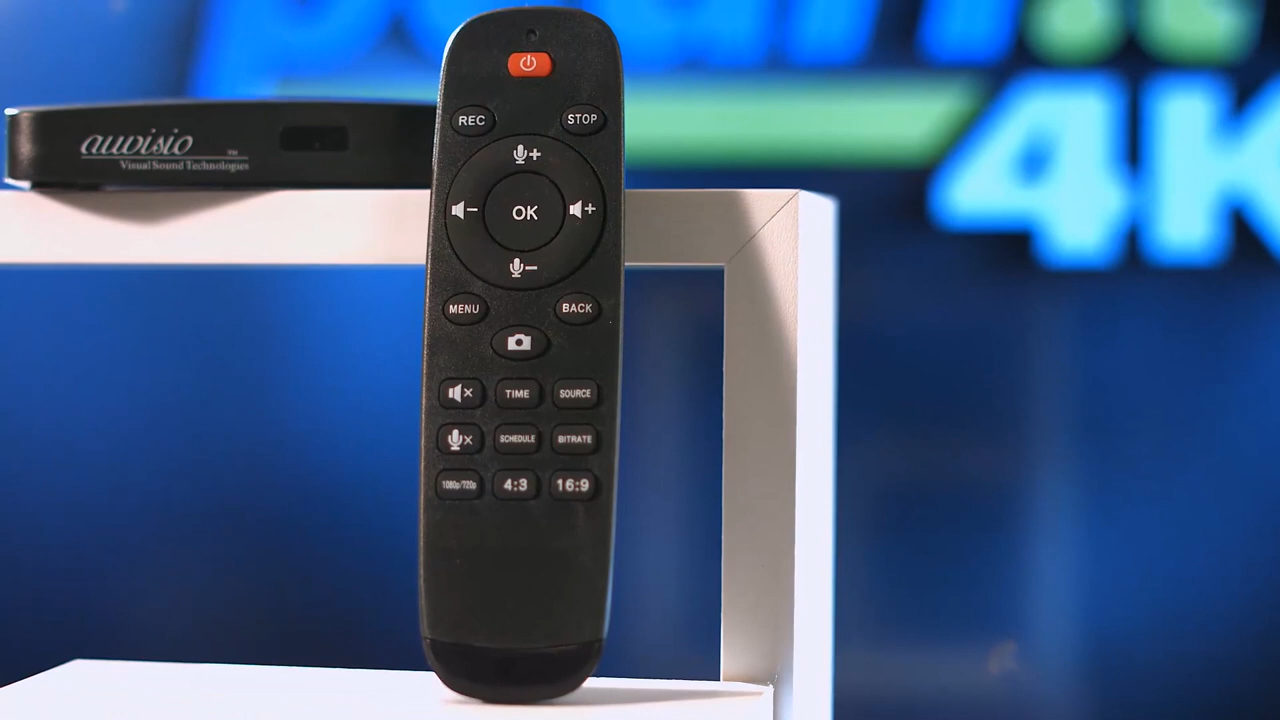 4K
auvisio
TM
Visual Sound Technologies
REC
STOP
+
- OK +
-
MENU
BACK
TIME
SOURCE
SCHEDULE
BITRATE
1080p/720p
4:3
16:9